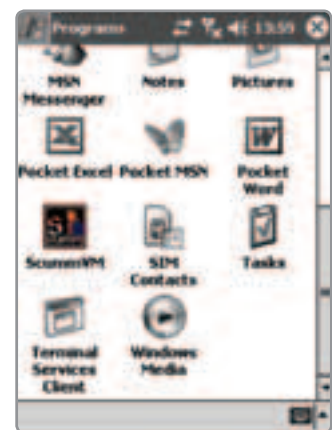 Programs 13:55
MSN Notes Pictures
Messenger
Pocket Excel Pocket MSN Pocket
Word
ScummVM SIM Tasks
Contacts
Terminal Windows
Services Media
Client